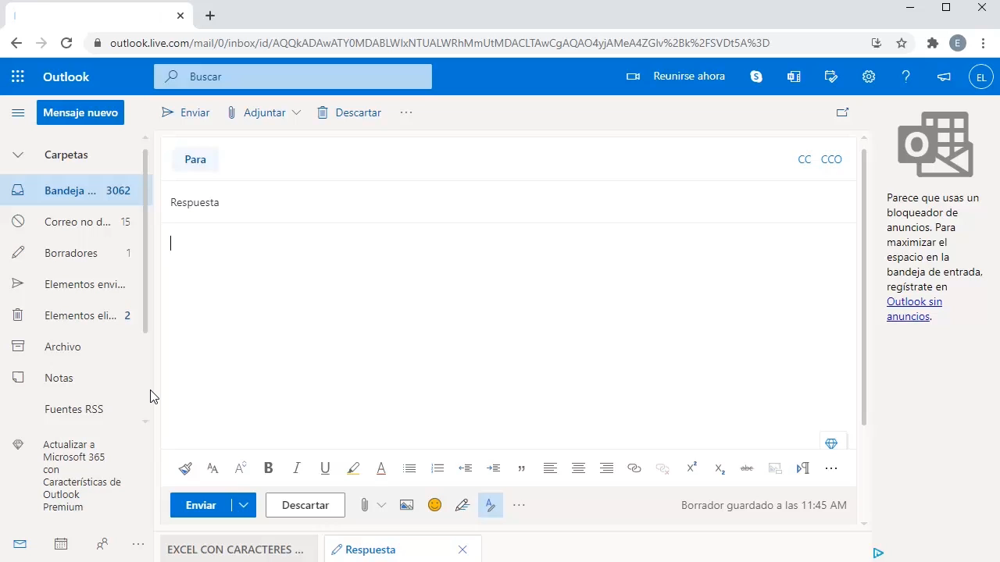 outlook.live.com/mail/0/inbox/id/AQQkADAwATY0MDABLWIxNTUALWRhMmUtMDACLTAwCgAQAO4yjAMeA4ZGlv%2Bk%2FSVDt5A%3D
E
Outlook
Buscar
Reunirse ahora
EL
Mensaje nuevo
Enviar
Adjuntar
Descartar
Carpetas
Para
CC
CCO
Bandeja ... 3062
Respuesta
Correo no d... 15
Borradores 1
Elementos envi...
Elementos eli... 2
Archivo
Notas
Fuentes RSS
Actualizar a
Microsoft 365
con
Características de
Outlook
Premium
Parece que usas un
bloqueador de
anuncios. Para
maximizar el
espacio en la
bandeja de entrada,
regístrate en
Outlook sin
anuncios.
Enviar
Descartar
Borrador guardado a las 11:45 AM
EXCEL CON CARACTERES ...
Respuesta